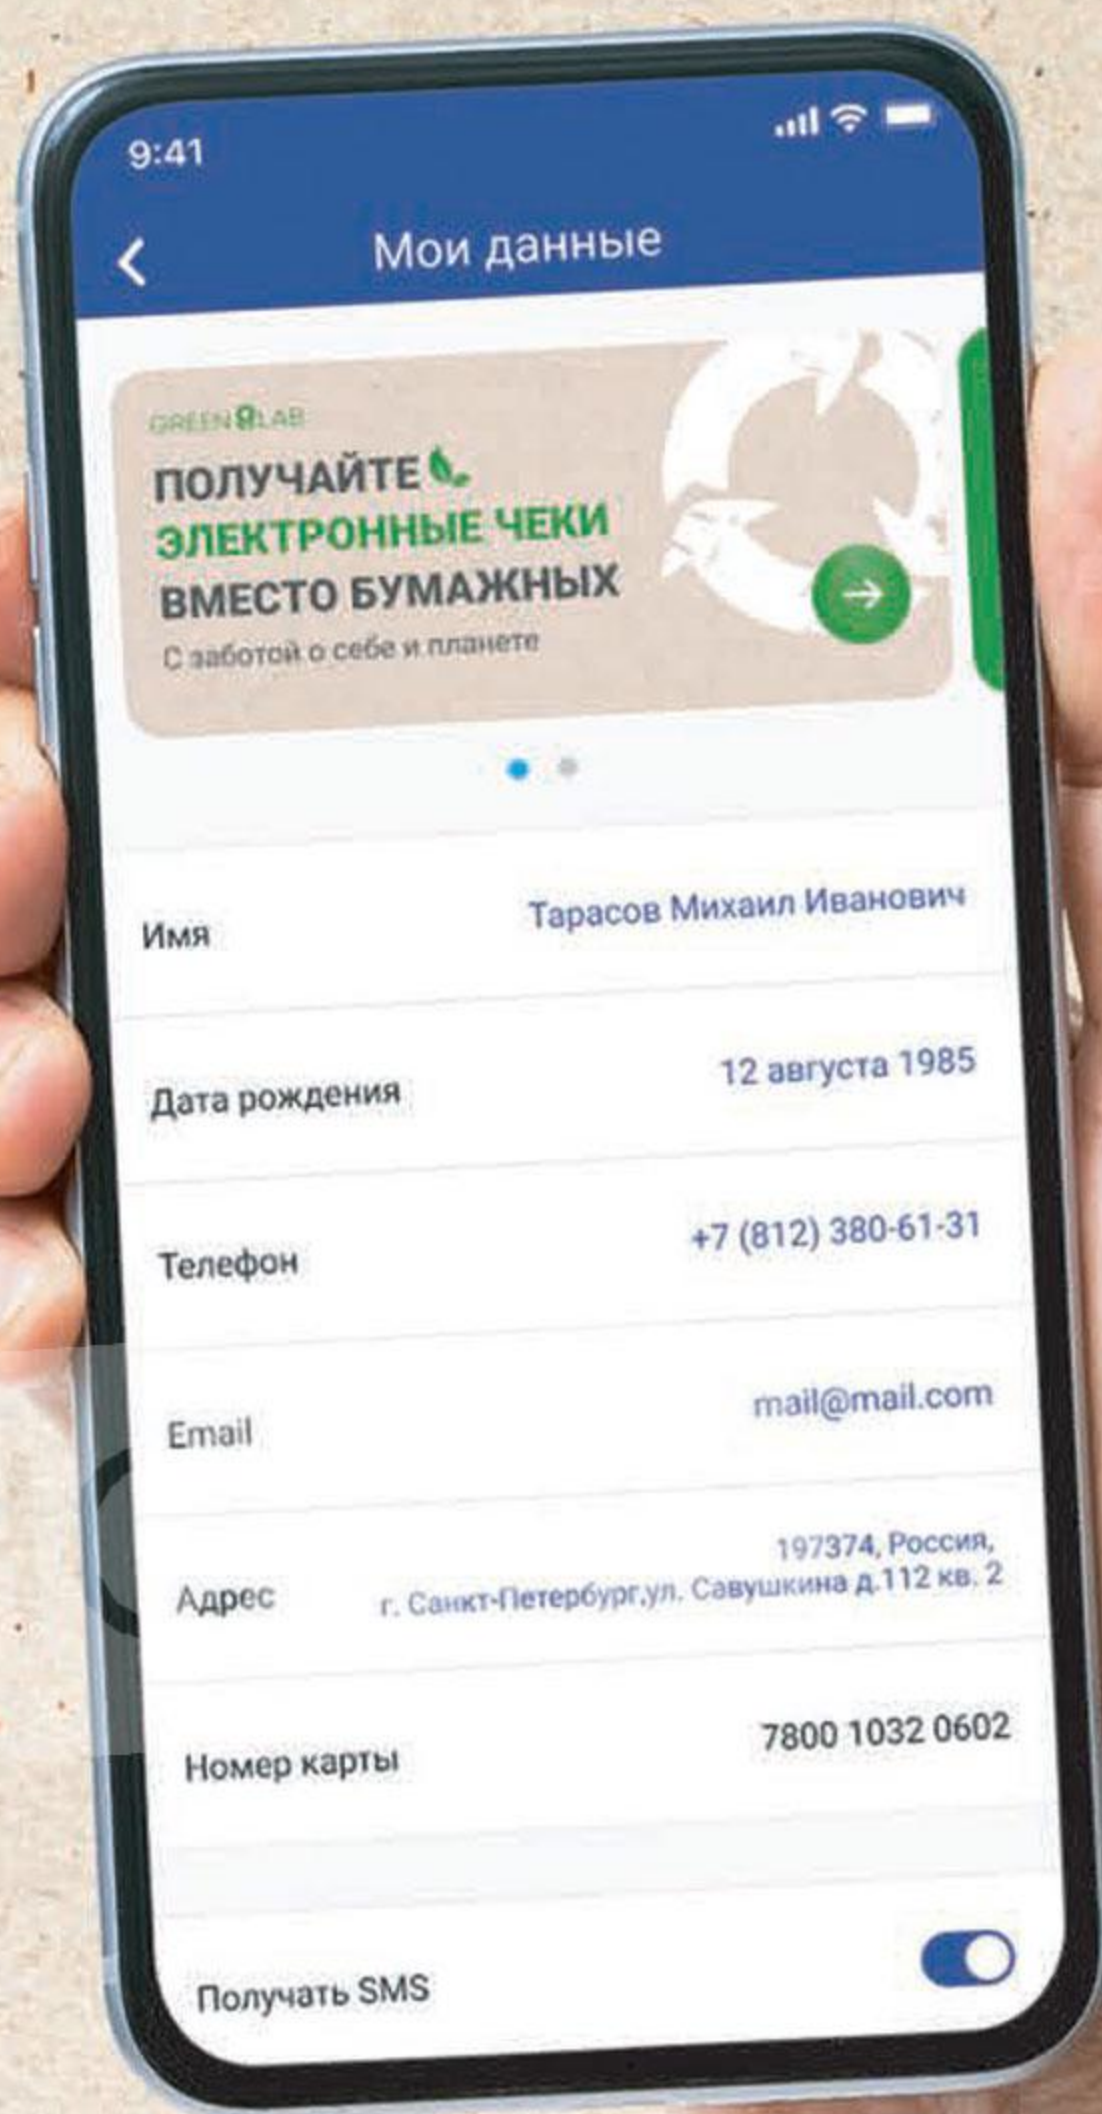 9:41
Мои данные
GREEN LAB
ПОЛУЧАЙТЕ
ЭЛЕКТРОННЫЕ ЧЕКИ
ВМЕСТО БУМАЖНЫХ
С заботой о себе и планете
Имя
Тарасов Михаил Иванович
Дата рождения
12 августа 1985
Телефон
+7 (812) 380-61-31
Email
mail@mail.com
Адрес
197374, Россия,
г. Санкт-Петербург,ул. Савушкина д.112 кв. 2
Номер карты
7800 1032 0602
Получать SMS